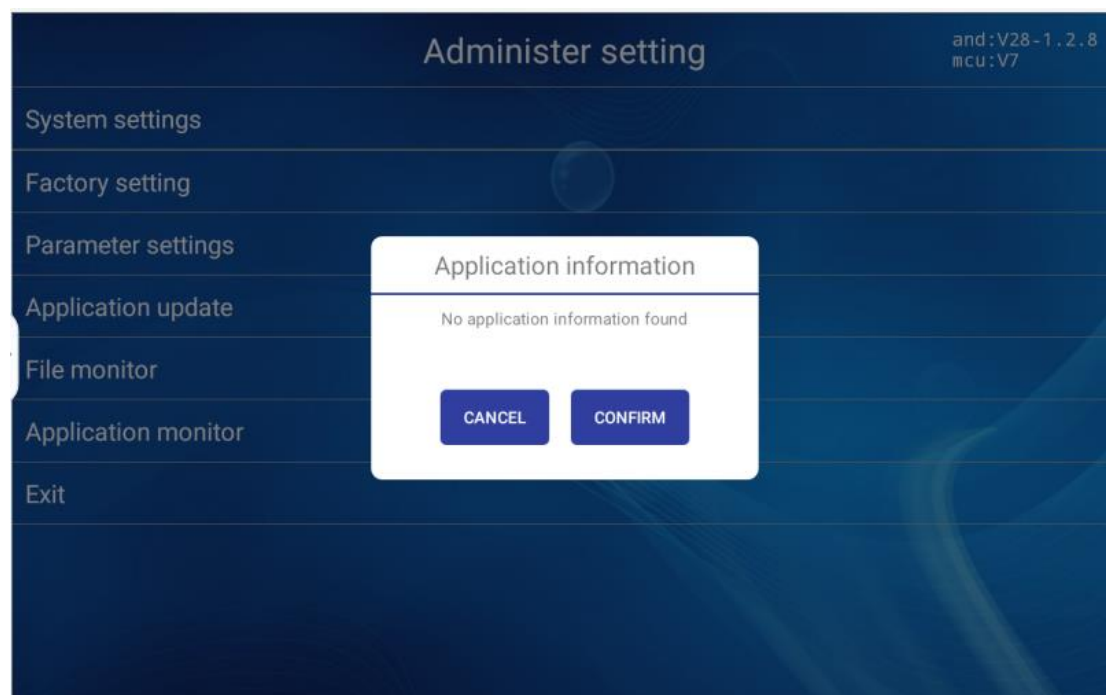 Administer setting
and:V28-1.2.8
mcu:V7
System settings
Factory setting
Parameter settings
Application update
File monitor
Application monitor
Exit
Application information
No application information found
CANCEL
CONFIRM